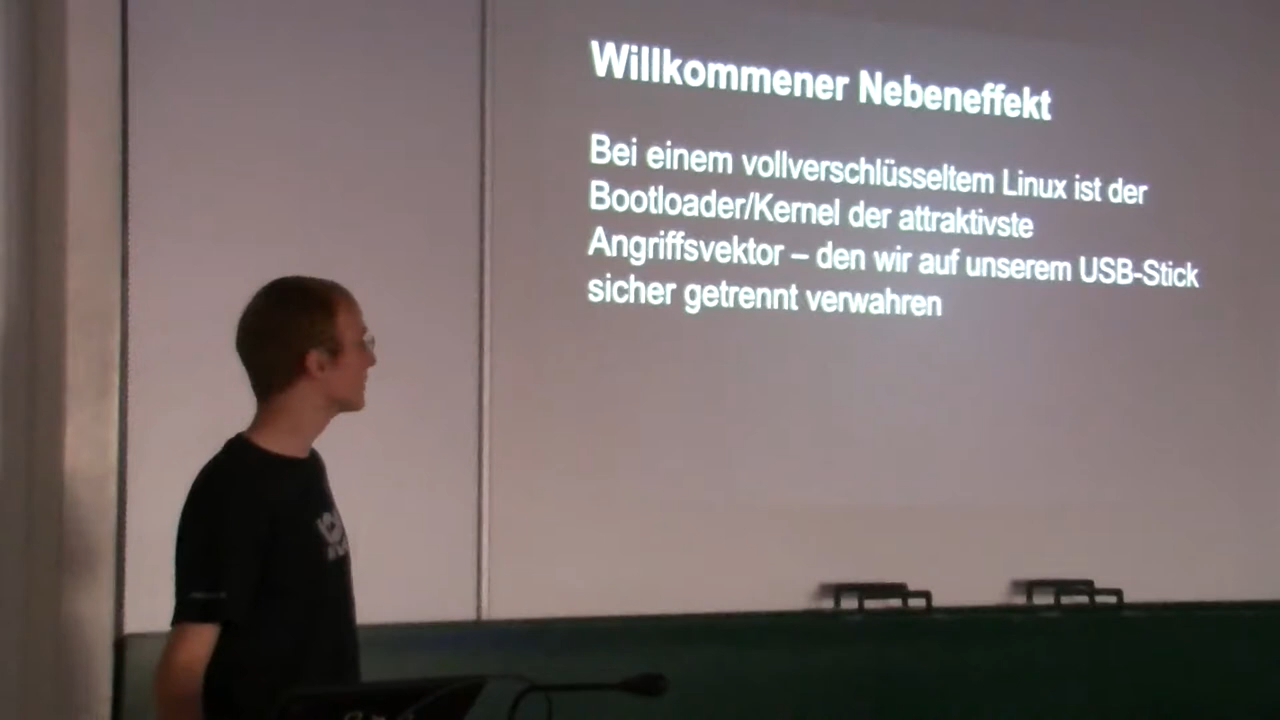 Willkommener Nebeneffekt
Bei einem vollverschlüsseltem Linux ist der
Bootloader/Kernel der attraktivste
Angriffsvektor – den wir auf unserem USB-Stick
sicher getrennt verwahren